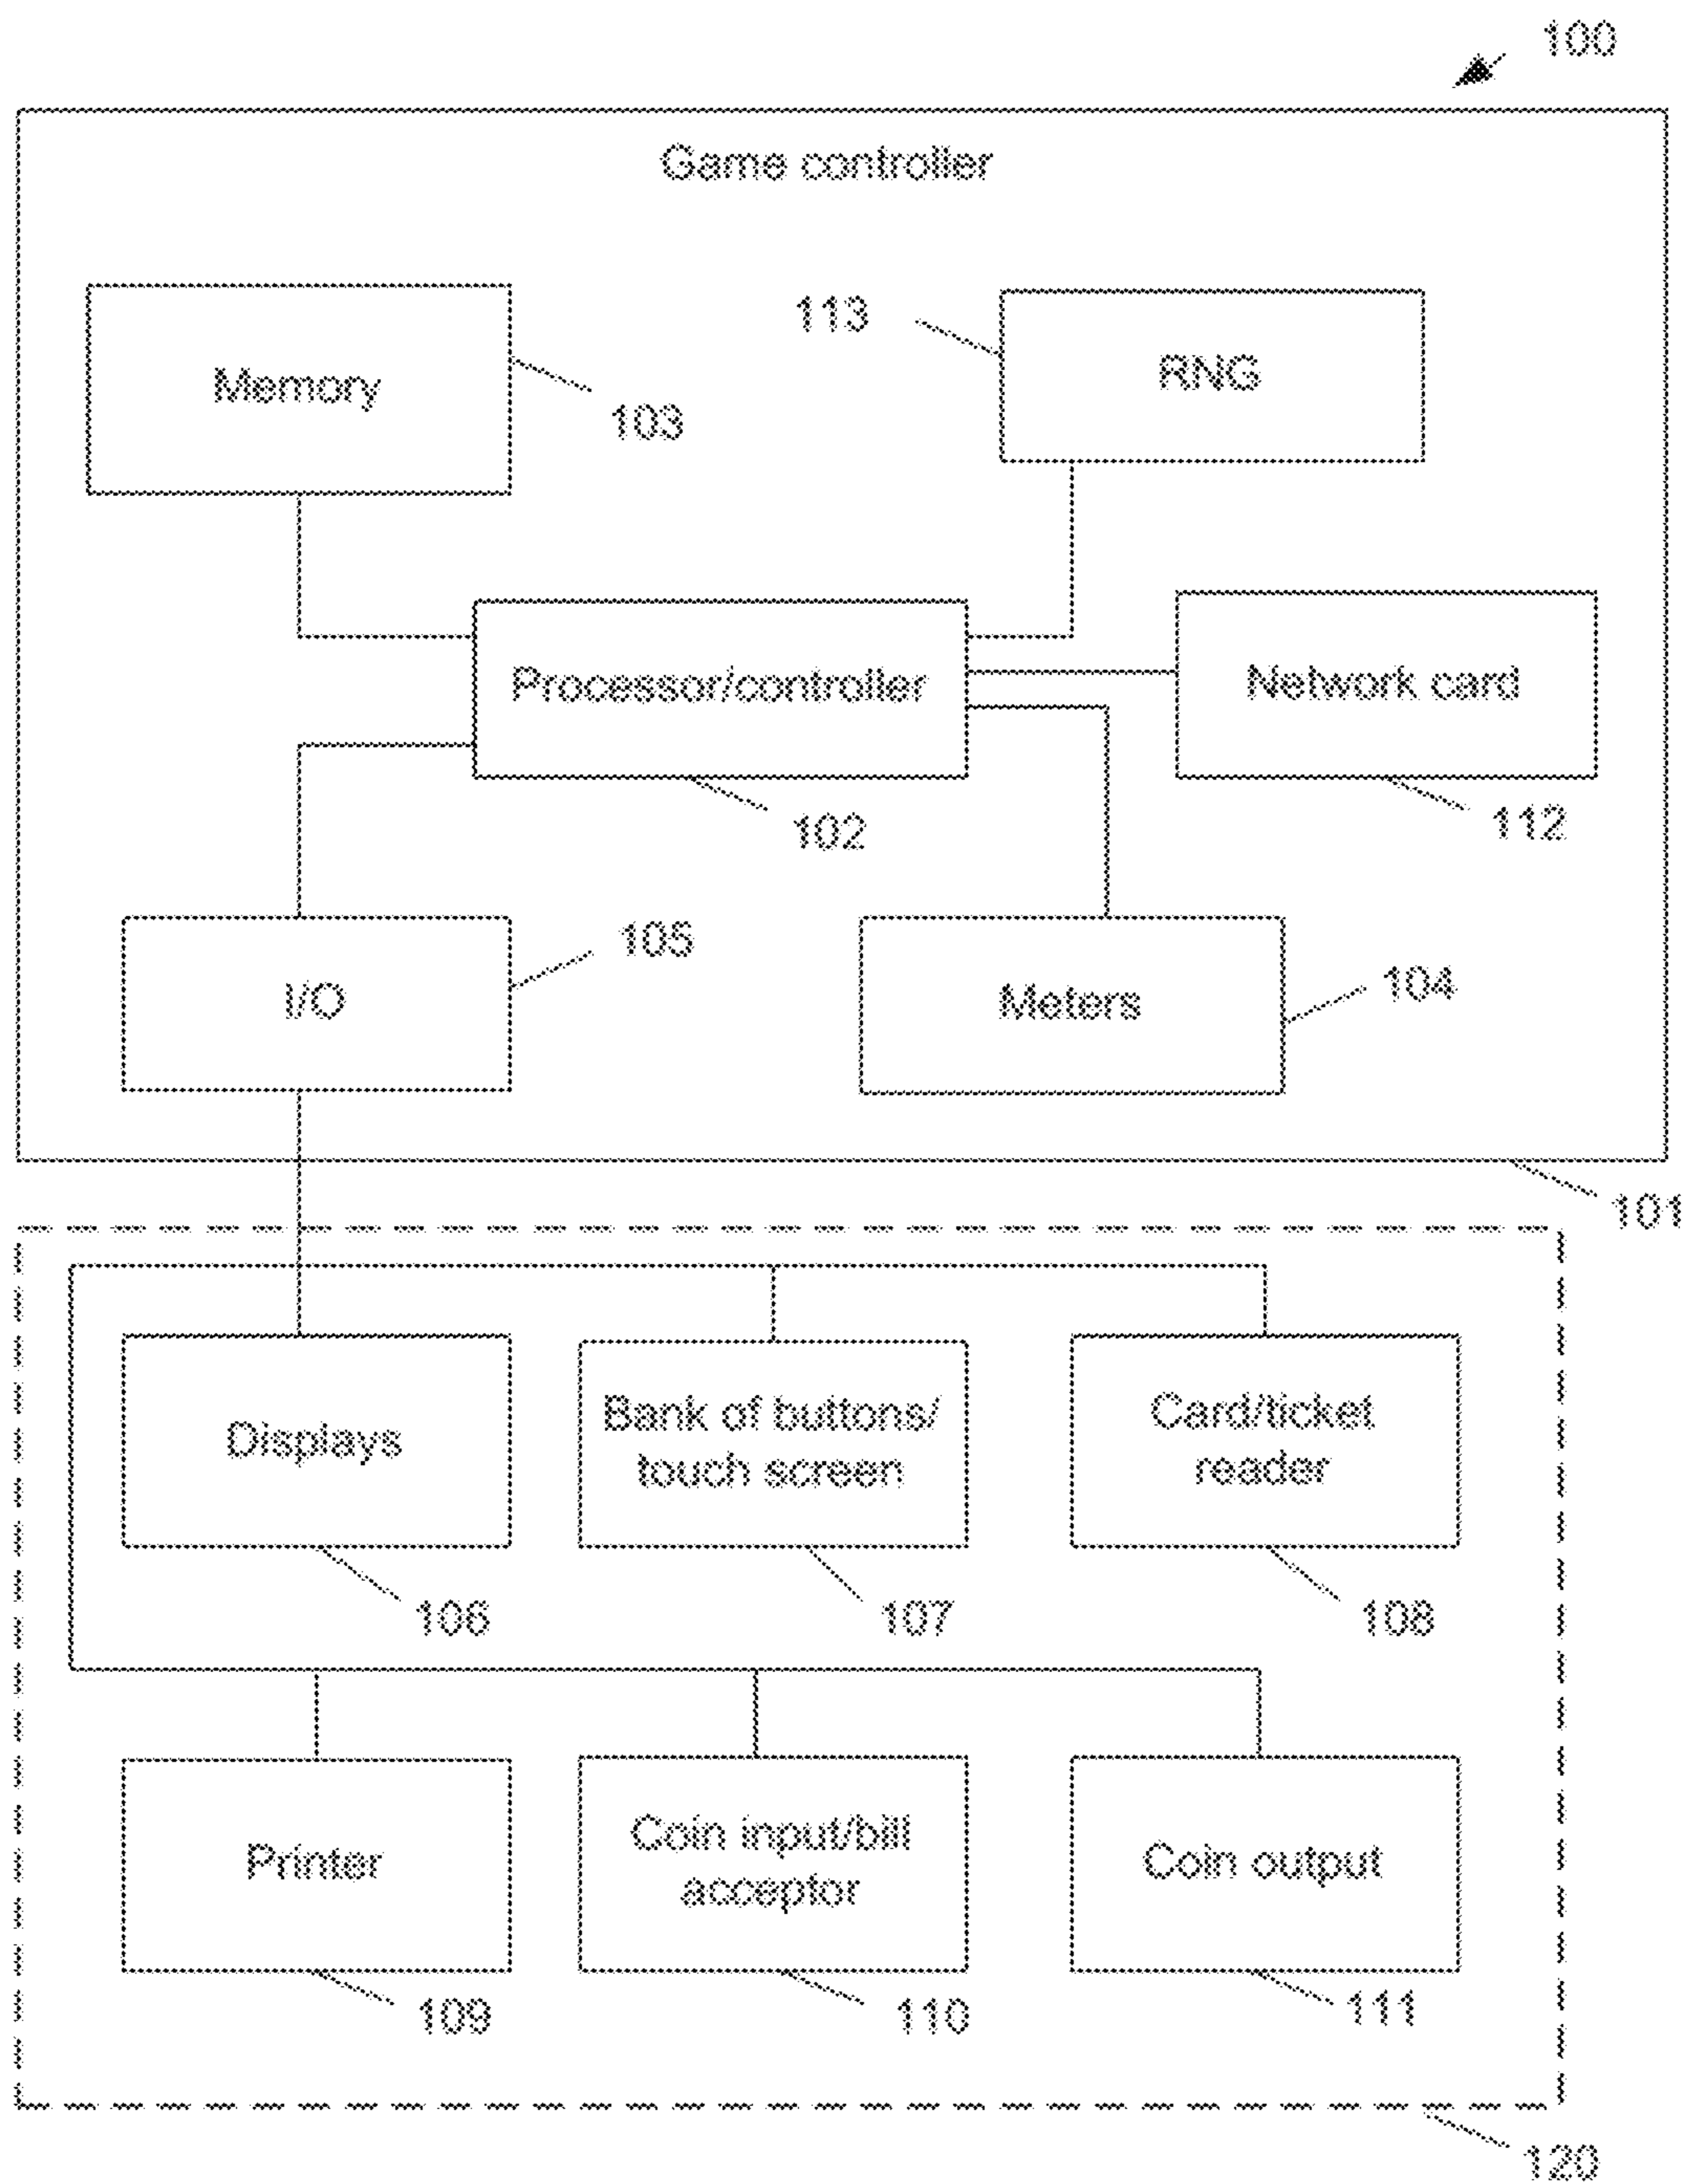 100
Game controller
113
Memory
RNG
103
Processor/controller
Network card
102
112
105
I/O
104
Meters
101
Displays
Bank of buttons/
touch screen
Card/ticket
reader
106
107
108
Printer
Coin input/bill
acceptor
Coin output
109
110
111
120